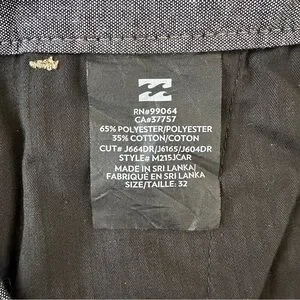 RN#99064
CA#37757
65% POLYESTER/POLYESTER
35% COTTON/COTON
CUT# J664DR/J6165/J604DR
STYLE# M215JCAR
MADE IN SRI LANKA/
FABRIQUÉ EN SRI LANKA
SIZE/TAILLE: 32